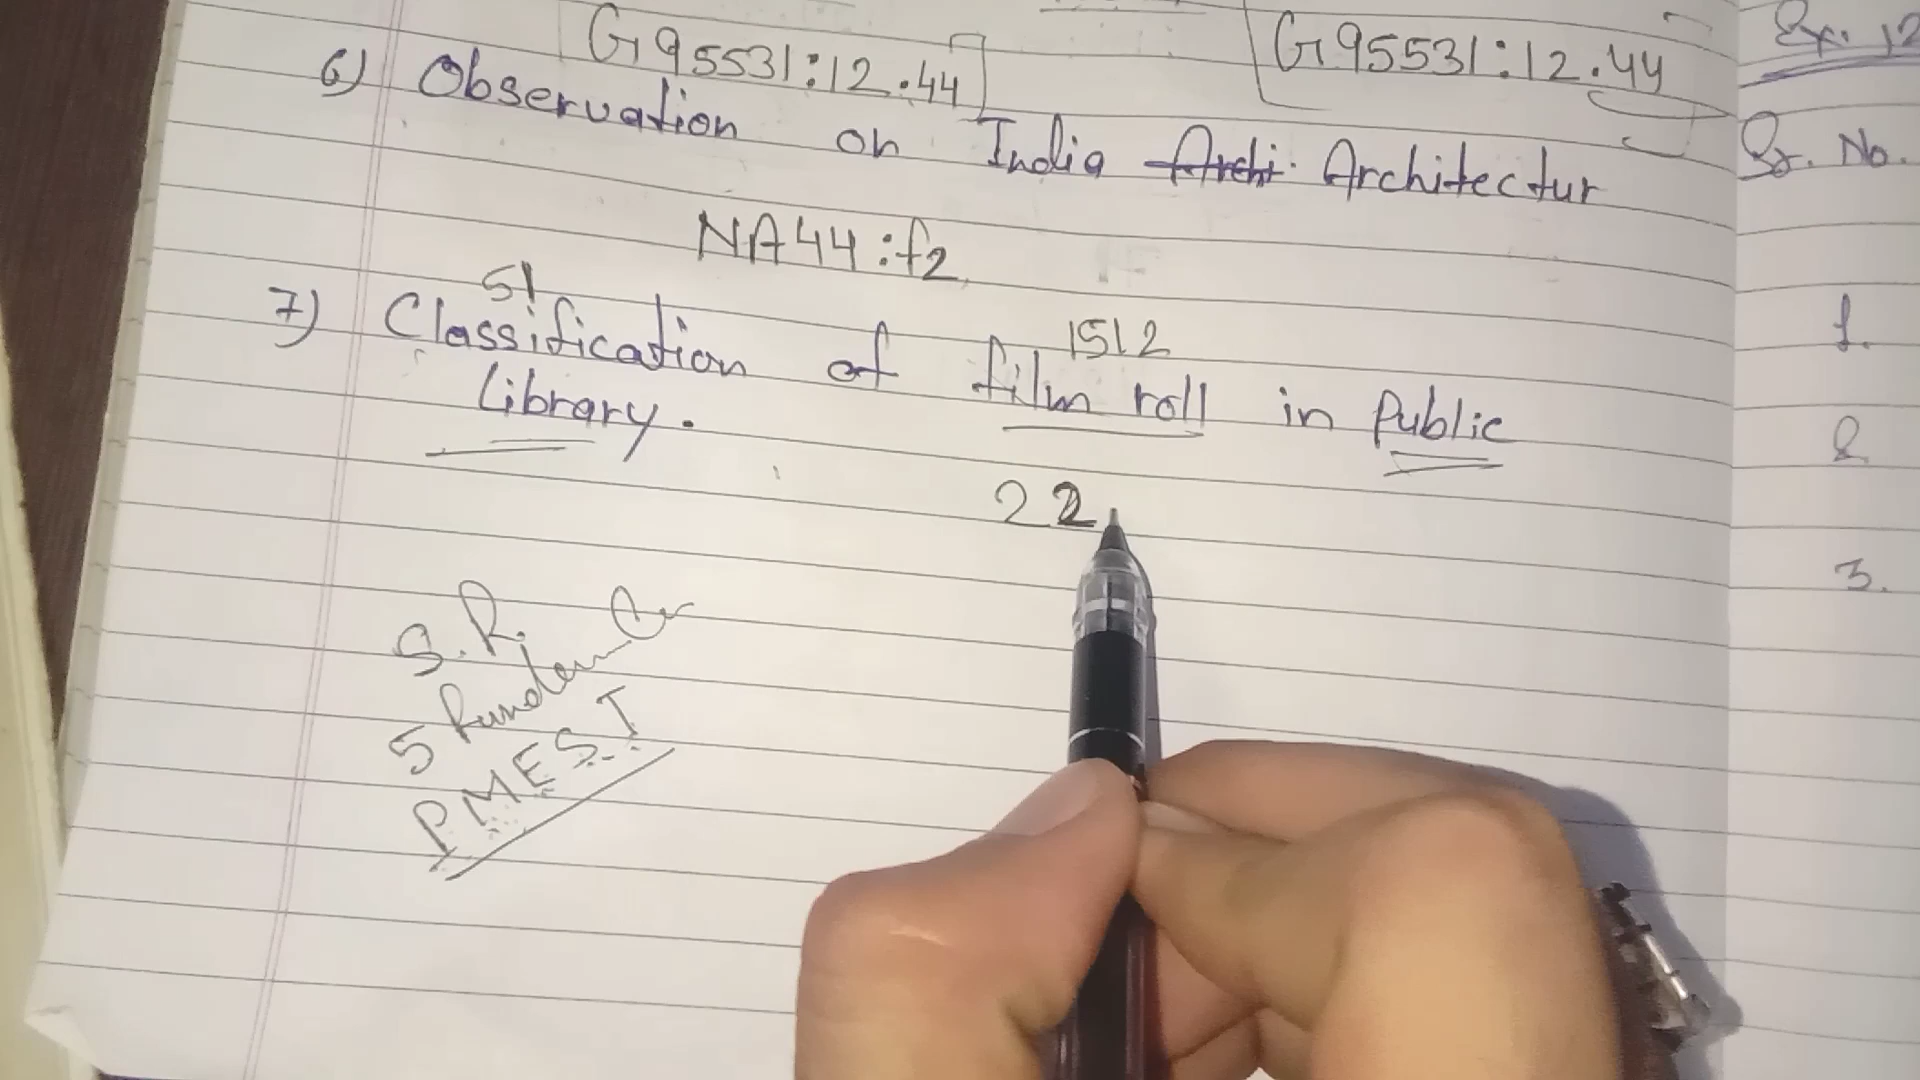 G95531:12.44 G95531:12.44
6) Observation on India Archi. Architectur
NA44:f2
7) Classification of film roll in Public
51 1512
Library.
22
S.R.
5
PMEST
Ex. 12
Sr. No.
1.
2
3.